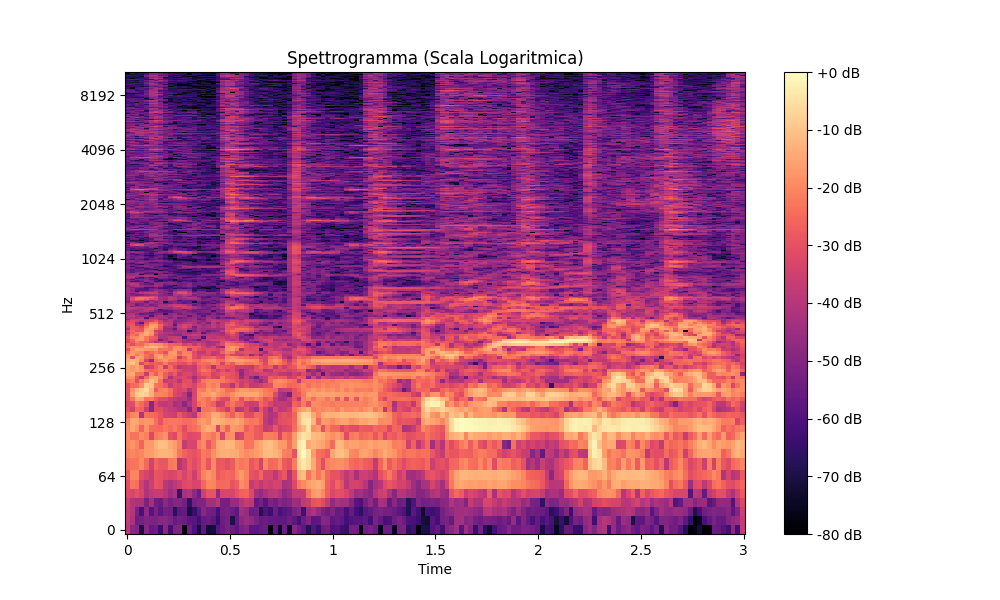 Spettrogramma (Scala Logaritmica)
Hz
8192
4096
2048
1024
512
256
128
64
0
0
0.5
1
1.5
2
2.5
3
Time
+0 dB
-10 dB
-20 dB
-30 dB
-40 dB
-50 dB
-60 dB
-70 dB
-80 dB